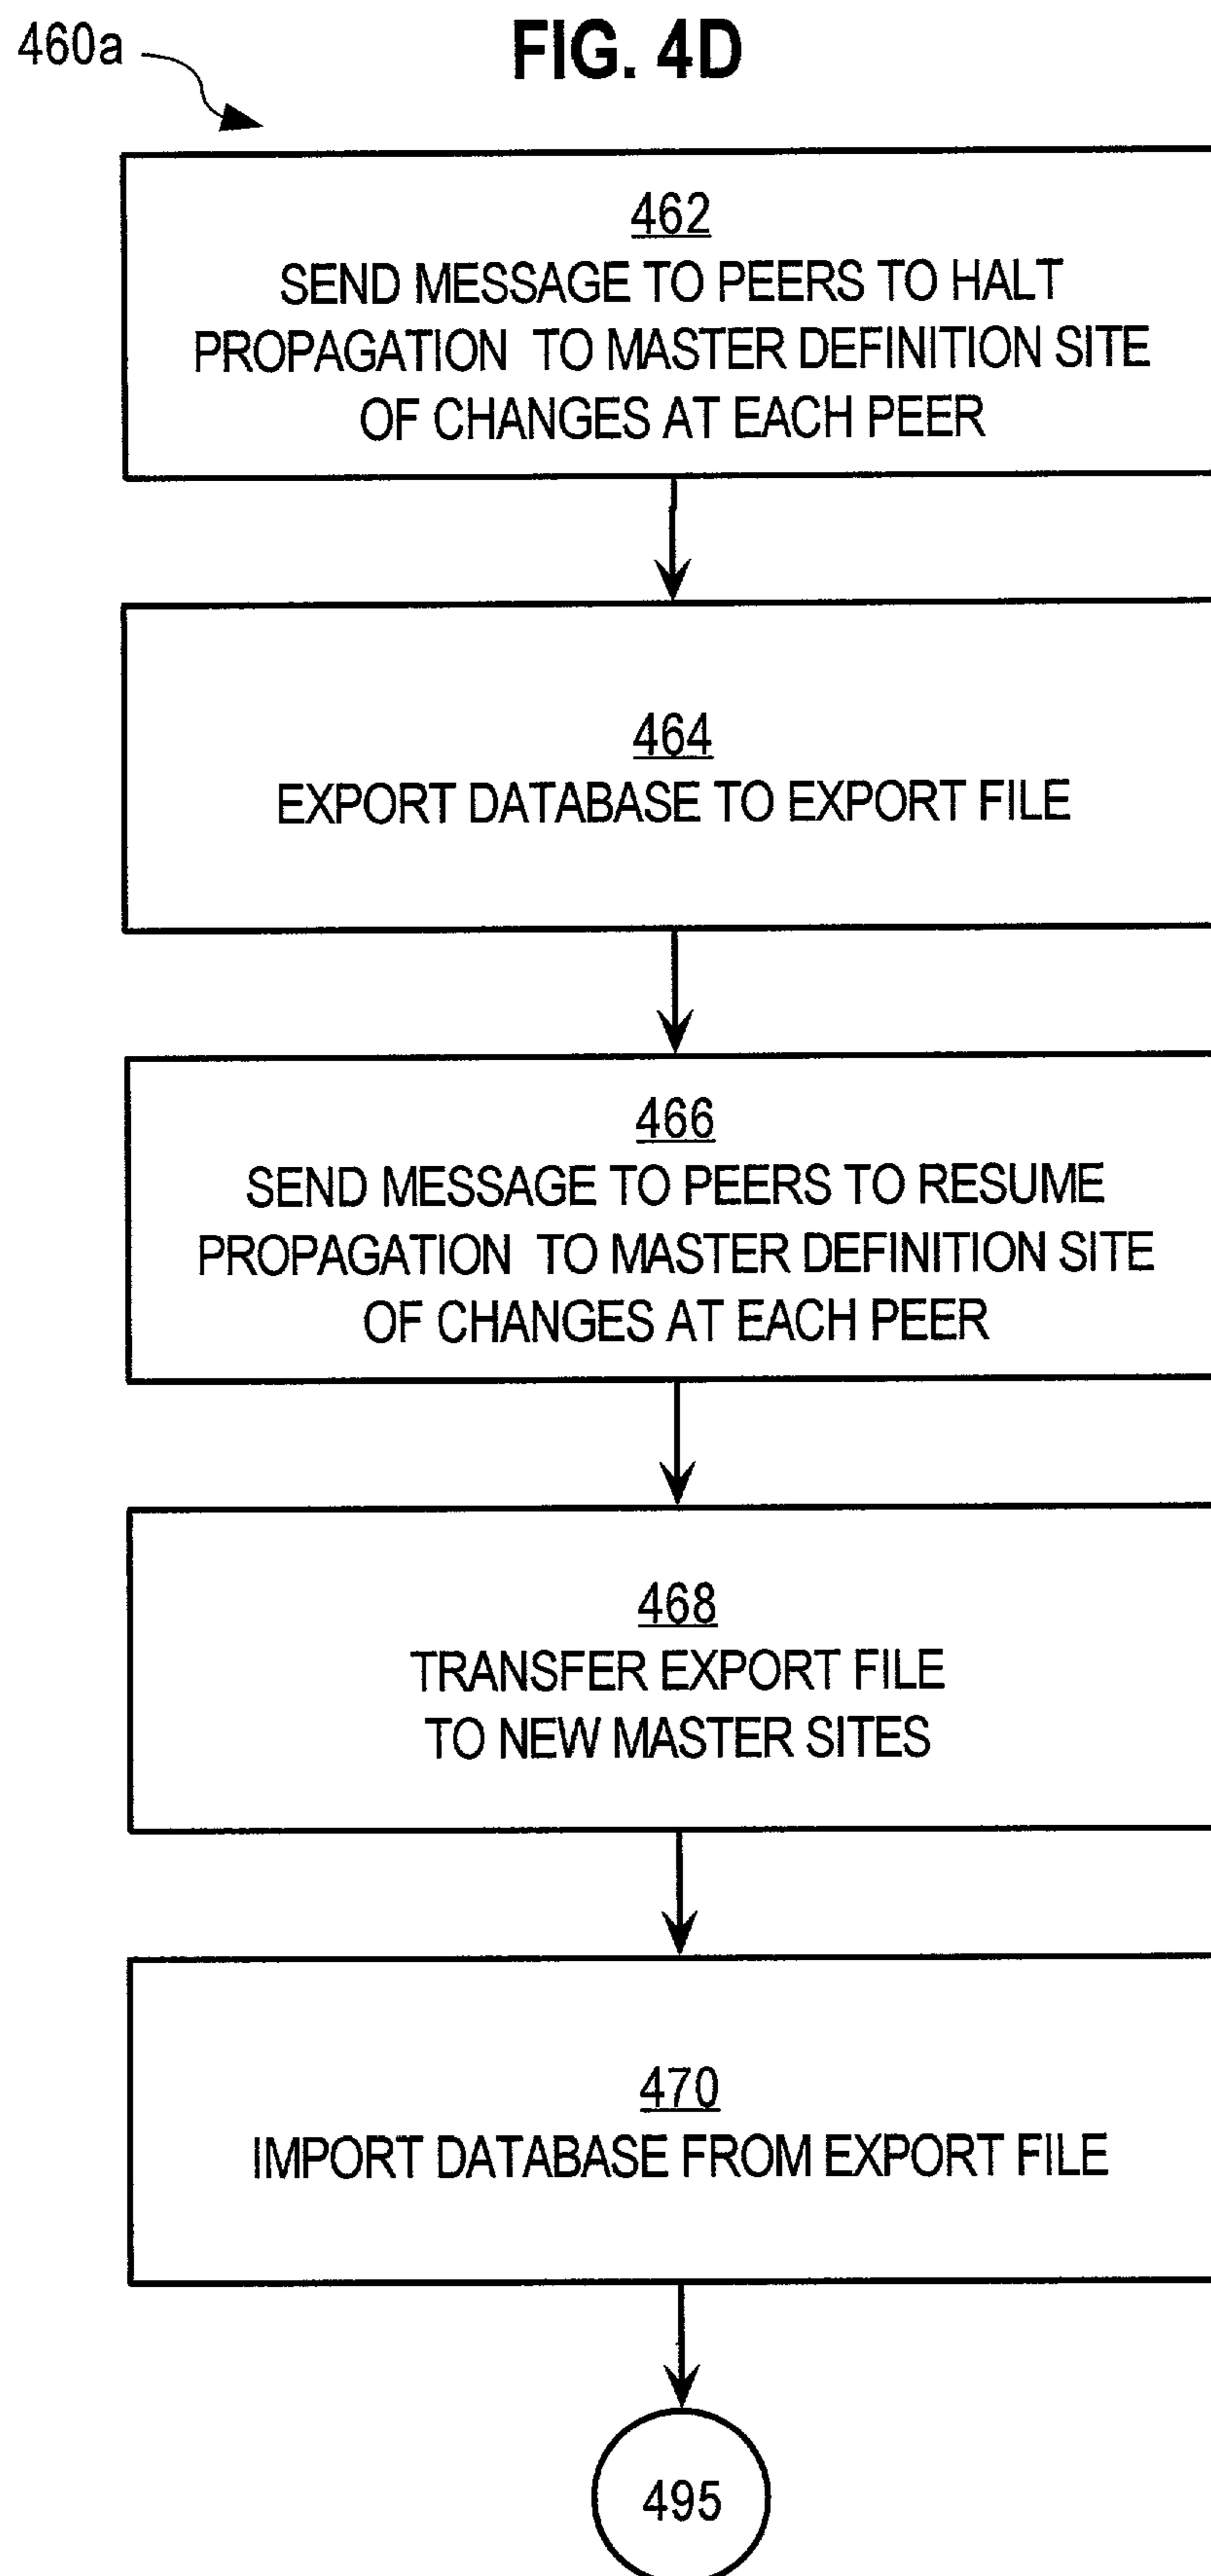 460a
FIG. 4D
462
SEND MESSAGE TO PEERS TO HALT
PROPAGATION TO MASTER DEFINITION SITE
OF CHANGES AT EACH PEER
464
EXPORT DATABASE TO EXPORT FILE
466
SEND MESSAGE TO PEERS TO RESUME
PROPAGATION TO MASTER DEFINITION SITE
OF CHANGES AT EACH PEER
468
TRANSFER EXPORT FILE
TO NEW MASTER SITES
470
IMPORT DATABASE FROM EXPORT FILE
495